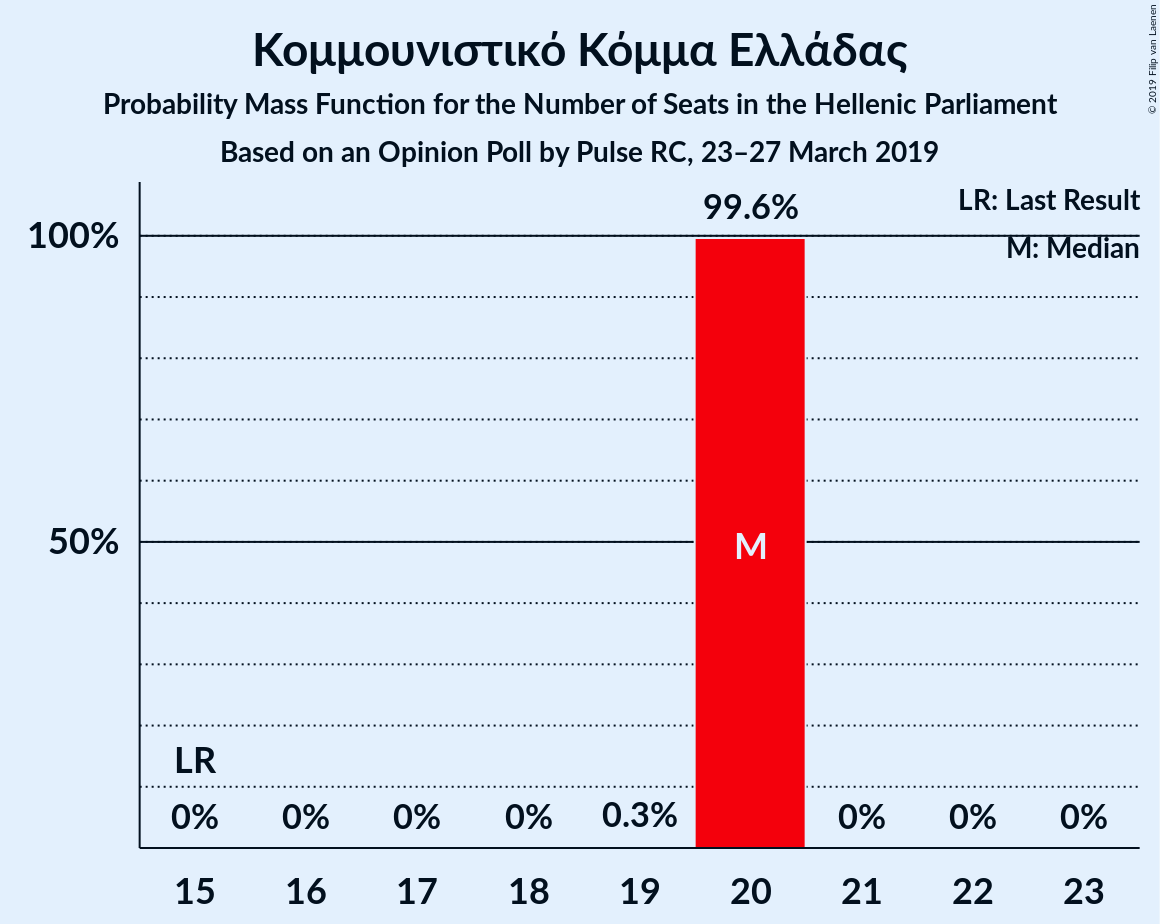 Κομμουνιστικό Κόμμα Ελλάδας
Probability Mass Function for the Number of Seats in the Hellenic Parliament
Based on an Opinion Poll by Pulse RC, 23–27 March 2019
© 2019 Filip van Laenen
LR: Last Result
M: Median
99.6%
100%
50%
M
LR
0% 0% 0% 0% 0.3% 0% 0% 0%
15 16 17 18 19 20 21 22 23